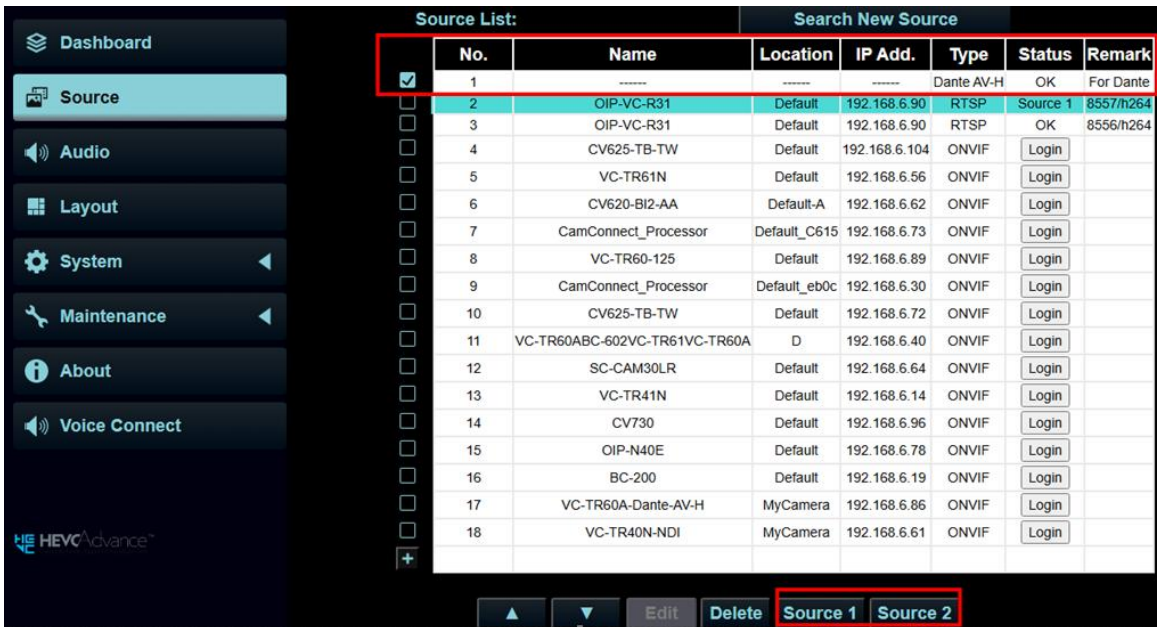 Source List: Search New Source
Dashboard
Source
Audio
Layout
System
Maintenance
About
Voice Connect
HEVC Advance™
No. Name Location IP Add. Type Status Remark
1 ------ ------ ------ Dante AV-H OK For Dante
2 OIP-VC-R31 Default 192.168.6.90 RTSP Source 1 8557/h264
3 OIP-VC-R31 Default 192.168.6.90 RTSP OK 8556/h264
4 CV625-TB-TW Default 192.168.6.104 ONVIF Login
5 VC-TR61N Default 192.168.6.56 ONVIF Login
6 CV620-BI2-AA Default-A 192.168.6.62 ONVIF Login
7 CamConnect_Processor Default_C615 192.168.6.73 ONVIF Login
8 VC-TR60-125 Default 192.168.6.89 ONVIF Login
9 CamConnect_Processor Default_eb0c 192.168.6.30 ONVIF Login
10 CV625-TB-TW Default 192.168.6.72 ONVIF Login
11 VC-TR60ABC-602VC-TR61VC-TR60A D 192.168.6.40 ONVIF Login
12 SC-CAM30LR Default 192.168.6.64 ONVIF Login
13 VC-TR41N Default 192.168.6.14 ONVIF Login
14 CV730 Default 192.168.6.96 ONVIF Login
15 OIP-N40E Default 192.168.6.78 ONVIF Login
16 BC-200 Default 192.168.6.19 ONVIF Login
17 VC-TR60A-Dante-AV-H MyCamera 192.168.6.86 ONVIF Login
18 VC-TR40N-NDI MyCamera 192.168.6.61 ONVIF Login
+
Edit Delete Source 1 Source 2